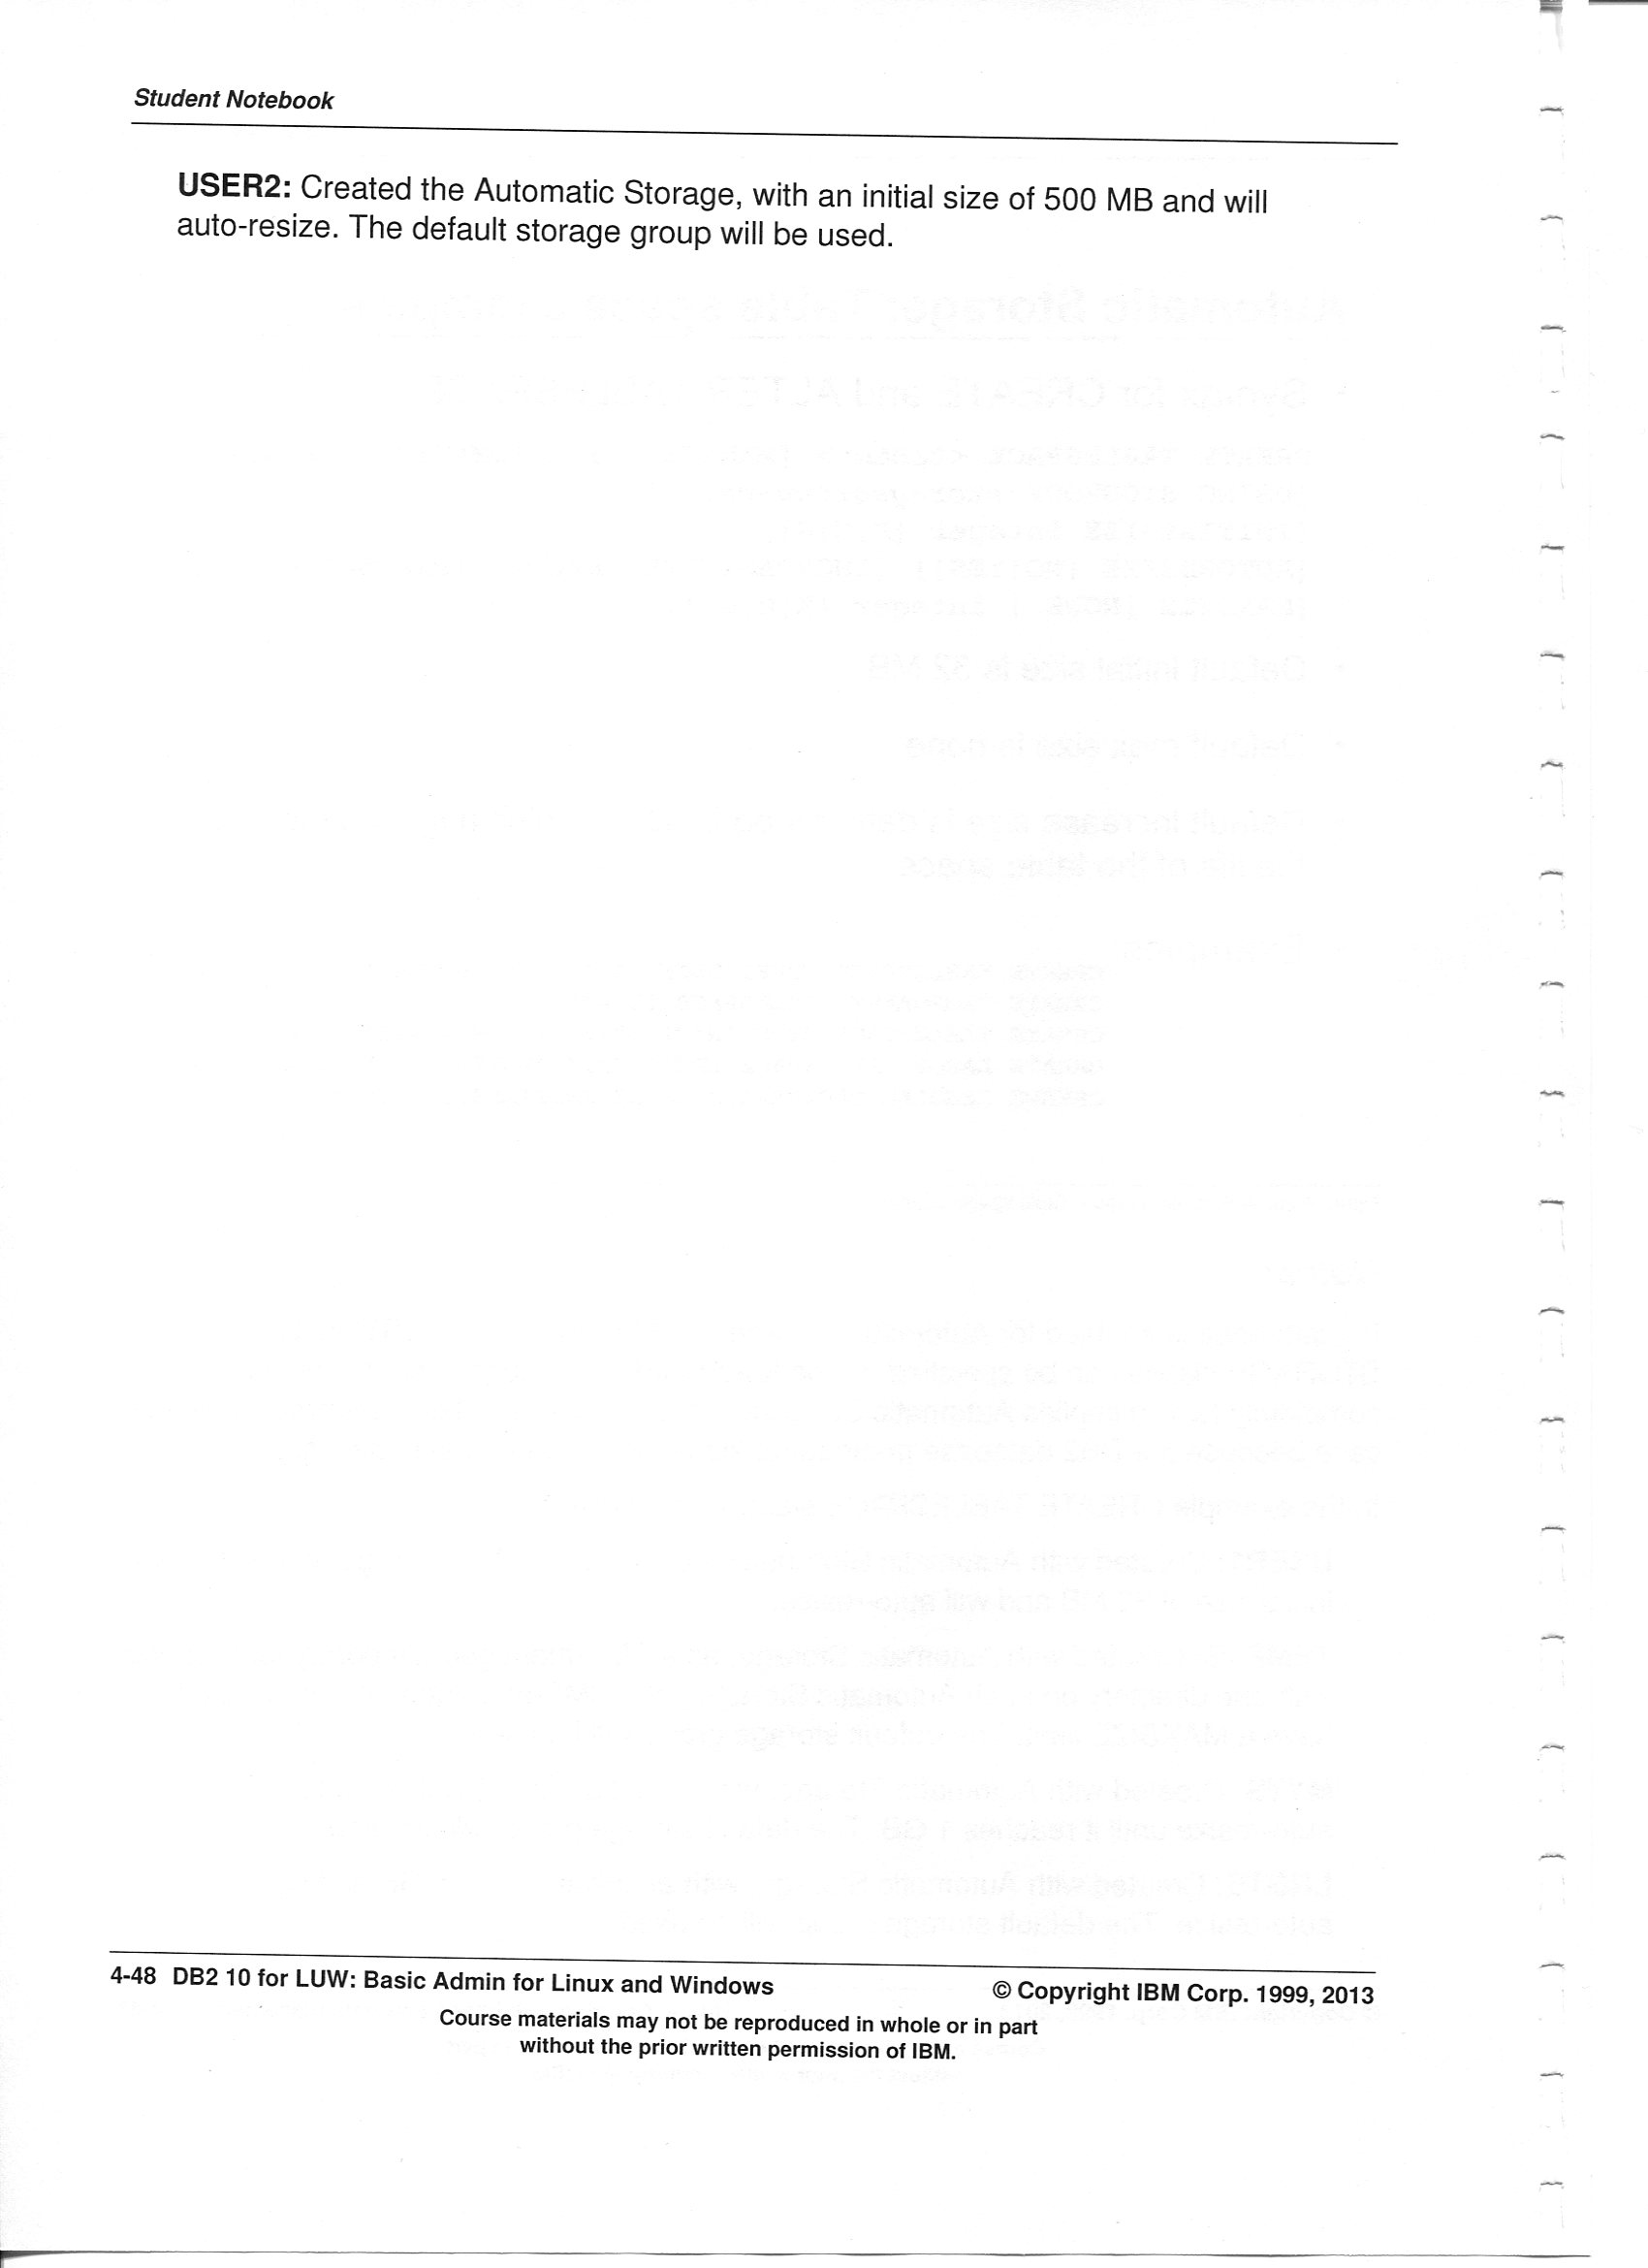 Student Notebook
USER2: Created the Automatic Storage, with an initial size of 500 MB and will
auto-resize. The default storage group will be used.
4-48 DB2 10 for LUW: Basic Admin for Linux and Windows © Copyright IBM Corp. 1999, 2013
Course materials may not be reproduced in whole or in part
without the prior written permission of IBM.